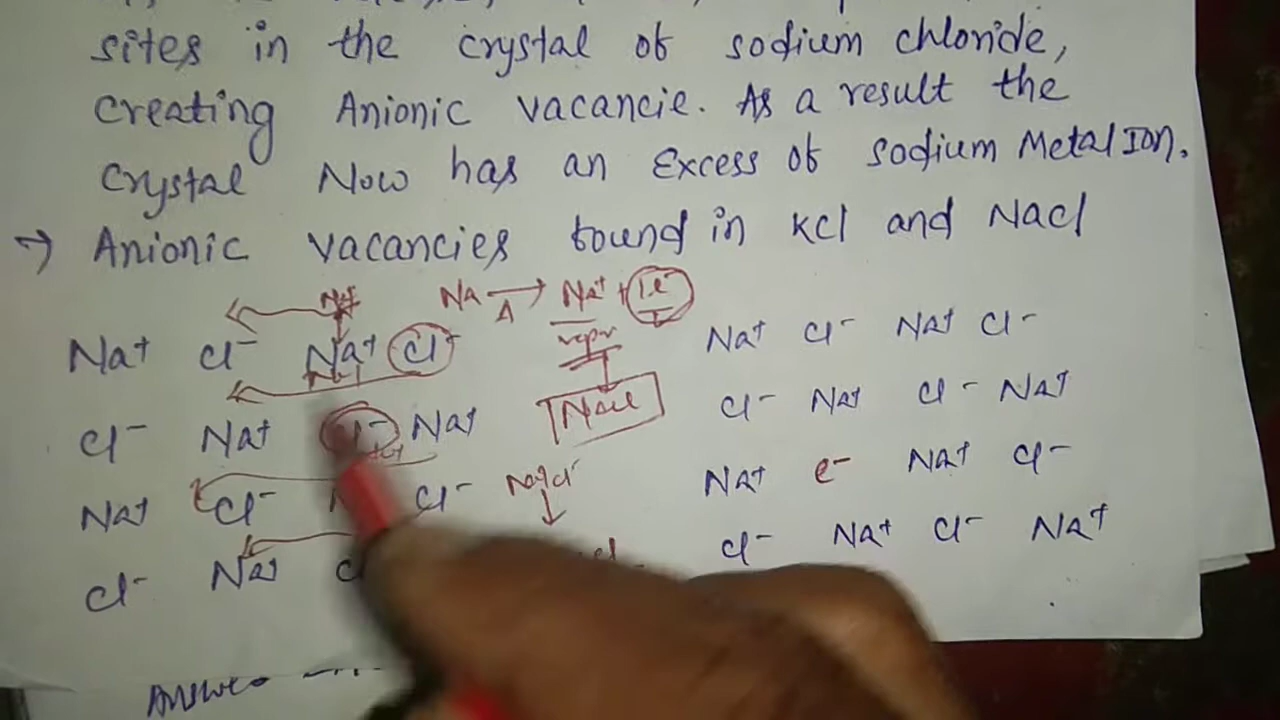 sites in the crystal of sodium chloride,
creating Anionic vacancie. As a result the
crystal Now has an Excess of sodium Metal Ion.
→ Anionic vacancies found in kcl and Nacl
Na → Na⁺ + 1e⁻
Δ
Na⁺ Cl⁻ Na⁺ Cl⁻
Cl⁻ Na⁺ Cl⁻ Na⁺
Nacl
Na⁺ Cl⁻ Cl⁻
Na⁺Cl⁻
Cl⁻ Na⁺
Na⁺ Cl⁻ Na⁺ Cl⁻
Cl⁻ Na⁺ Cl⁻ Na⁺
Na⁺ e⁻ Na⁺ Cl⁻
Cl⁻ Na⁺ Cl⁻ Na⁺